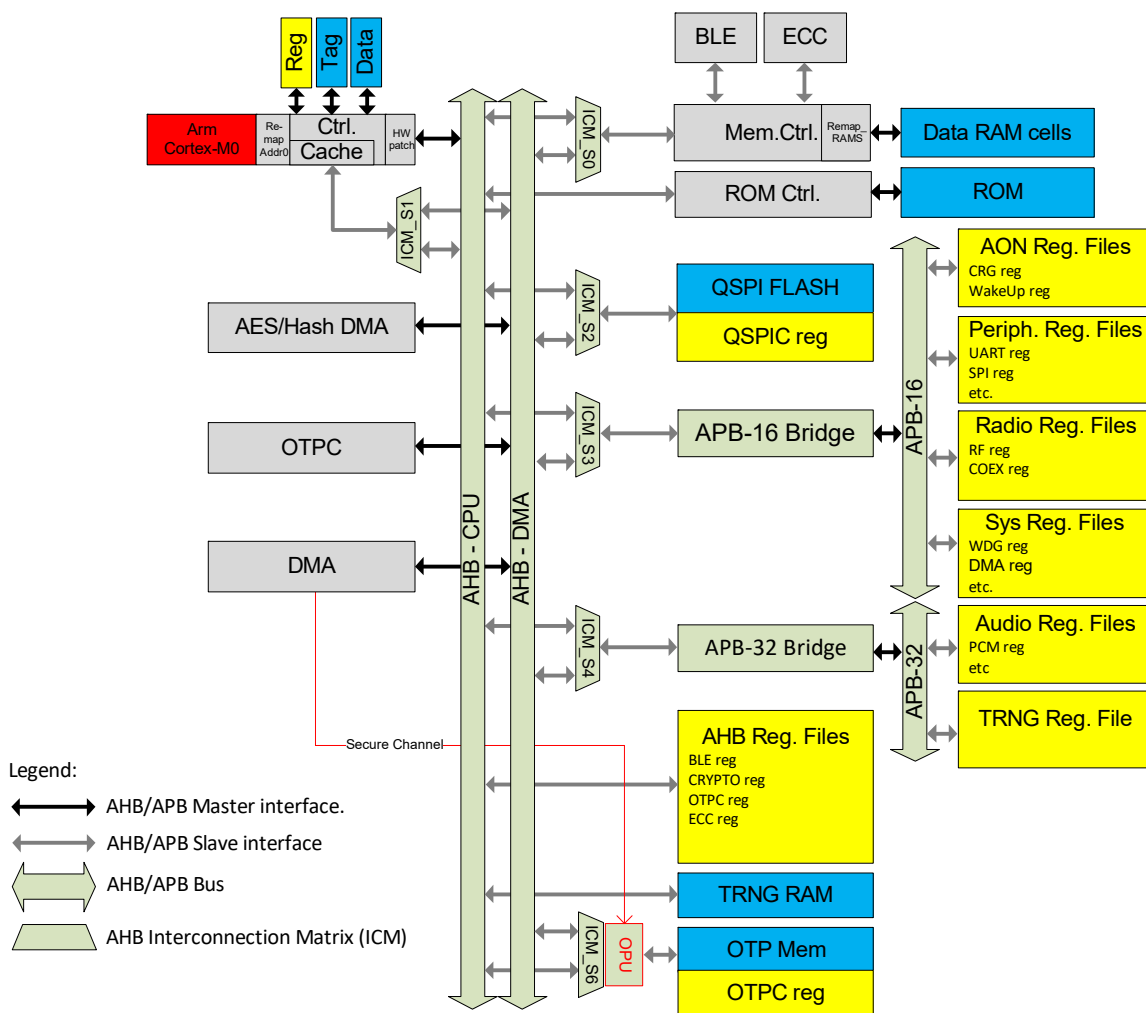 Reg
Tag
Data
BLE
ECC
Arm
Cortex-M0
Re-
map
Addr0
Ctrl.
Cache
HW
patch
ICM_S0
Mem.Ctrl.
Remap_
RAMS
Data RAM cells
ROM Ctrl.
ROM
ICM_S1
AON Reg. Files
CRG reg
WakeUp reg
QSPI FLASH
QSPIC reg
ICM_S2
AES/Hash DMA
Periph. Reg. Files
UART reg
SPI reg
etc.
APB-16
ICM_S3
APB-16 Bridge
OTPC
Radio Reg. Files
RF reg
COEX reg
AHB - CPU
AHB - DMA
Sys Reg. Files
WDG reg
DMA reg
etc.
DMA
ICM_S4
APB-32 Bridge
APB-32
Audio Reg. Files
PCM reg
etc
TRNG Reg. File
Secure Channel
AHB Reg. Files
BLE reg
CRYPTO reg
OTPC reg
ECC reg
Legend:
AHB/APB Master interface.
AHB/APB Slave interface
AHB/APB Bus
AHB Interconnection Matrix (ICM)
TRNG RAM
ICM_S6
OPU
OTP Mem
OTPC reg